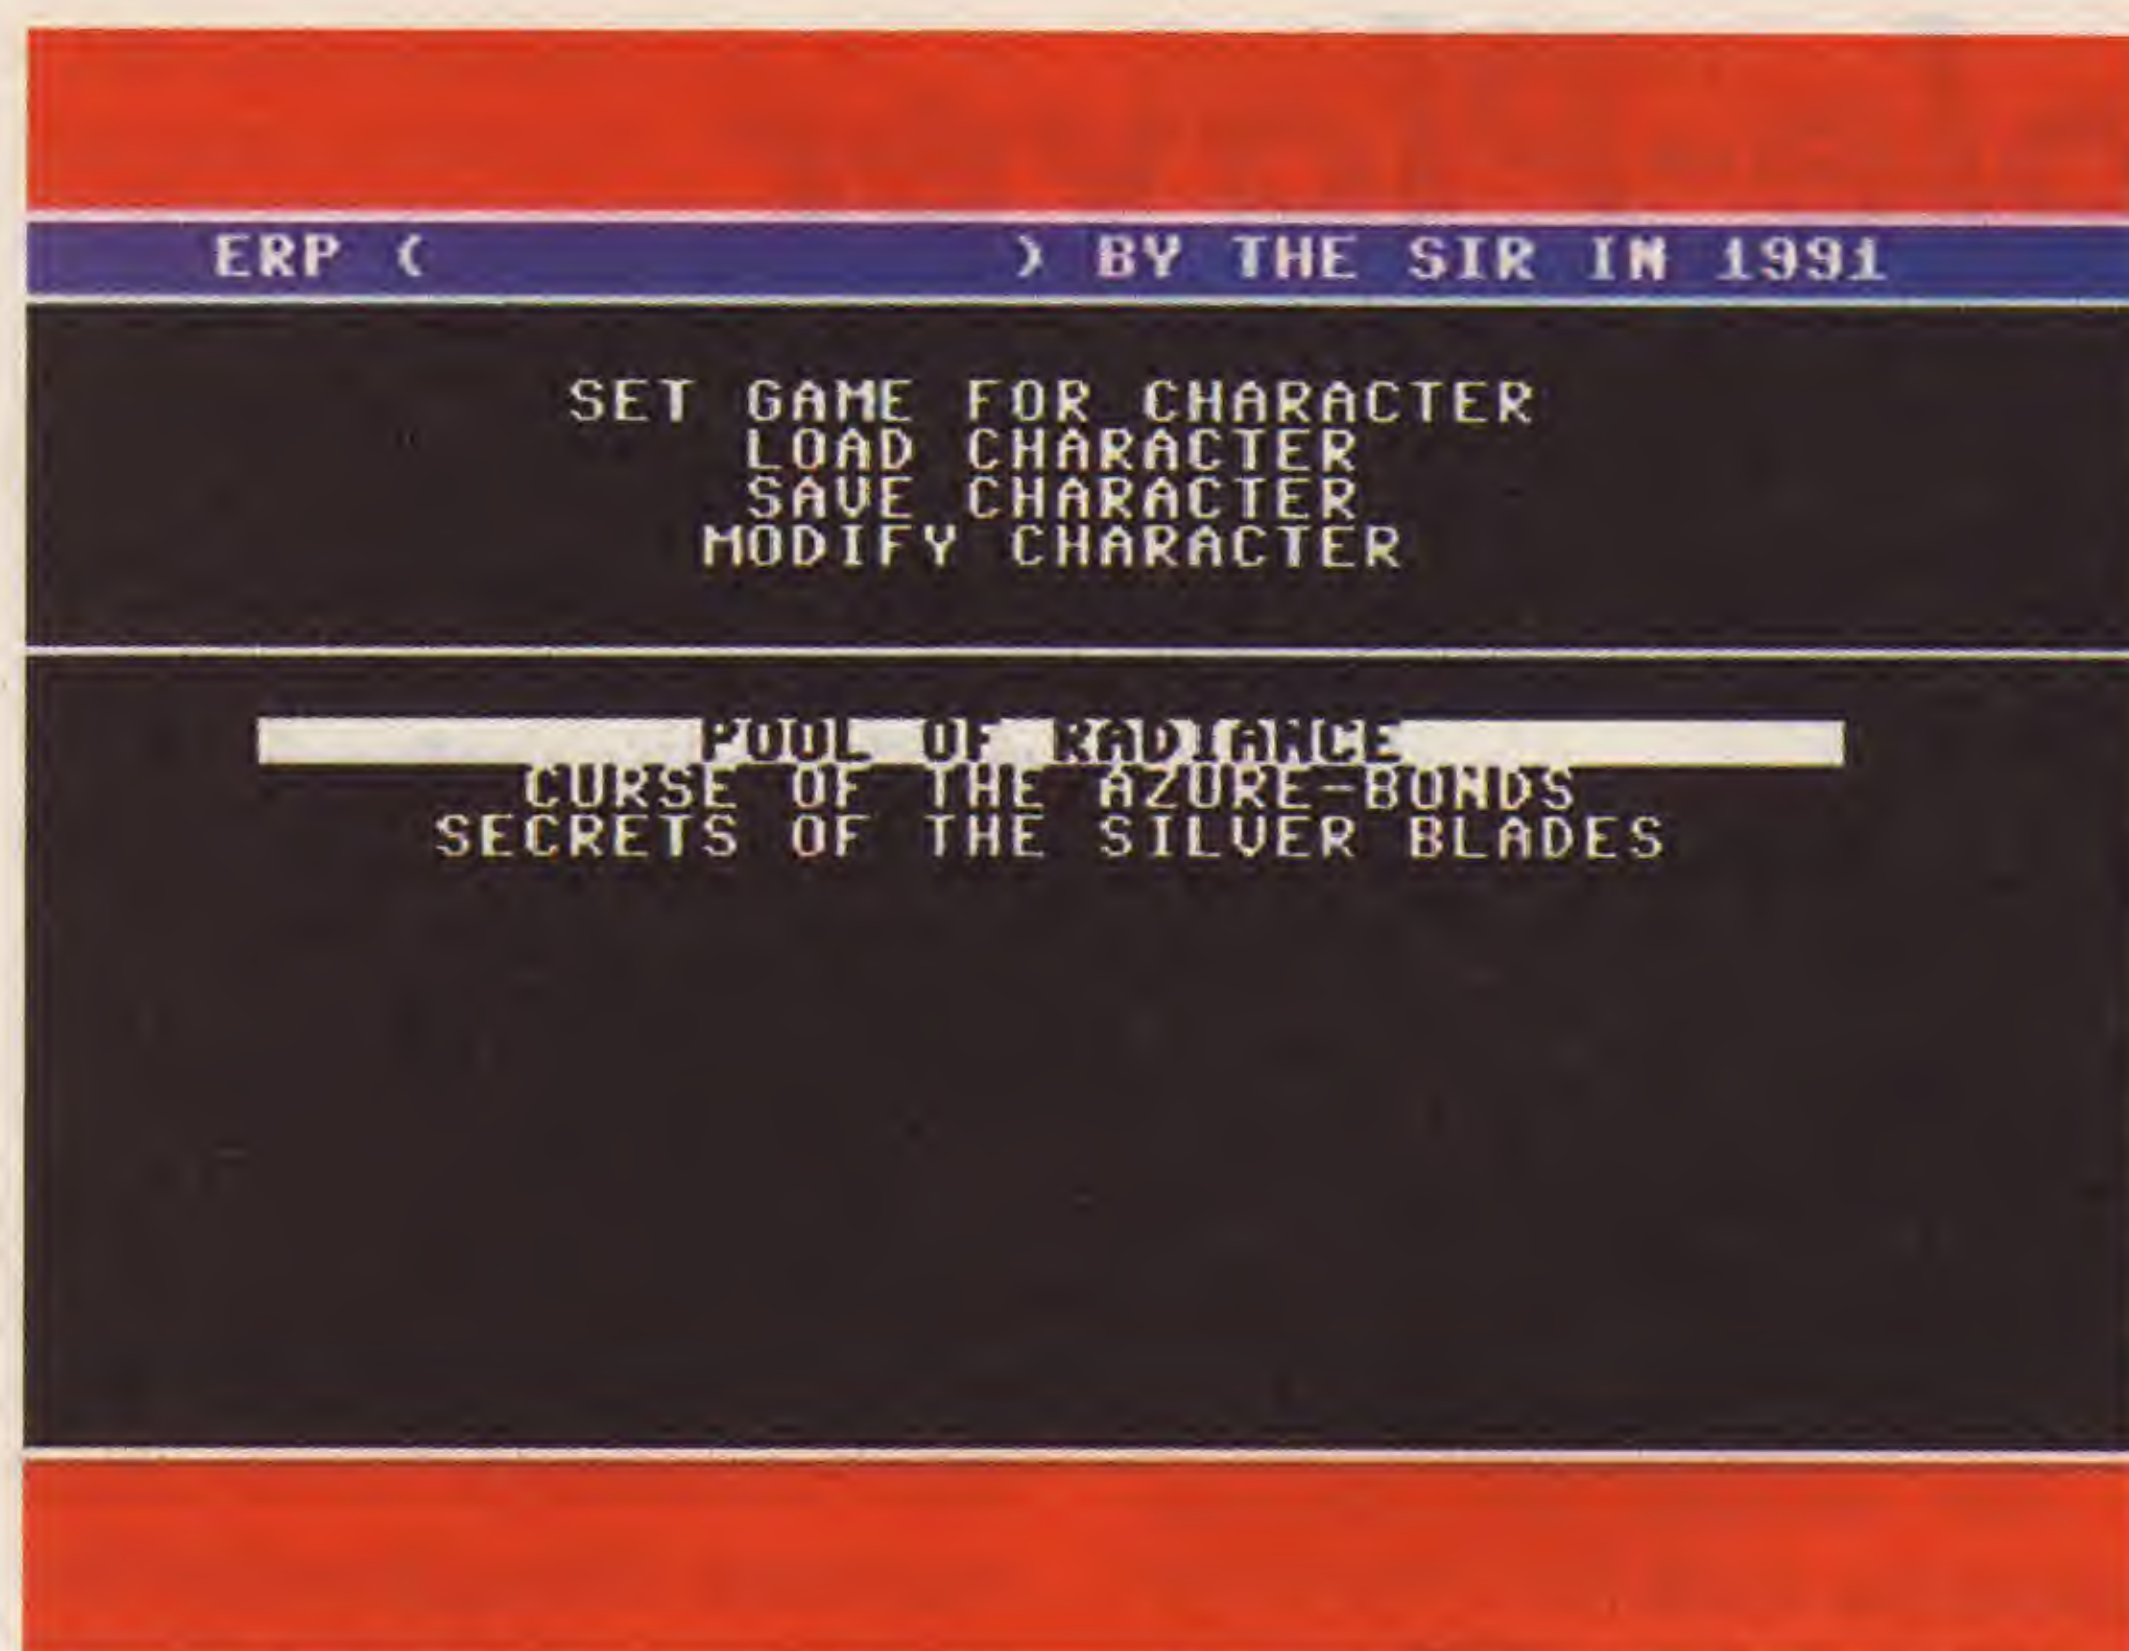 ERP (                    ) BY THE SIR IN 1991
SET GAME FOR CHARACTER
LOAD CHARACTER
SAVE CHARACTER
MODIFY CHARACTER
POOL OF RADIANCE
CURSE OF THE AZURE-BONDS
SECRETS OF THE SILVER BLADES